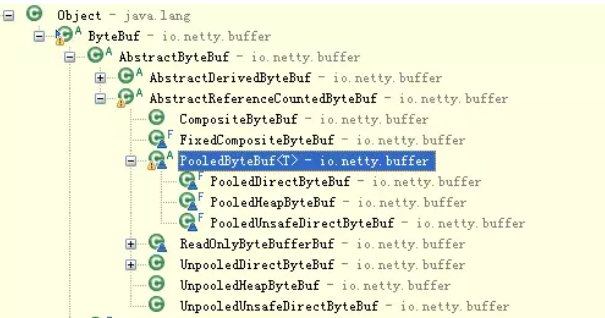 Object - java.lang
ByteBuf - io.netty.buffer
AbstractByteBuf - io.netty.buffer
AbstractDerivedByteBuf - io.netty.buffer
AbstractReferenceCountedByteBuf - io.netty.buffer
CompositeByteBuf - io.netty.buffer
FixedCompositeByteBuf - io.netty.buffer
PooledByteBuf<T> - io.netty.buffer
PooledDirectByteBuf - io.netty.buffer
PooledHeapByteBuf - io.netty.buffer
PooledUnsafeDirectByteBuf - io.netty.buffer
ReadOnlyByteBufferBuf - io.netty.buffer
UnpooledDirectByteBuf - io.netty.buffer
UnpooledHeapByteBuf - io.netty.buffer
UnpooledUnsafeDirectByteBuf - io.netty.buffer